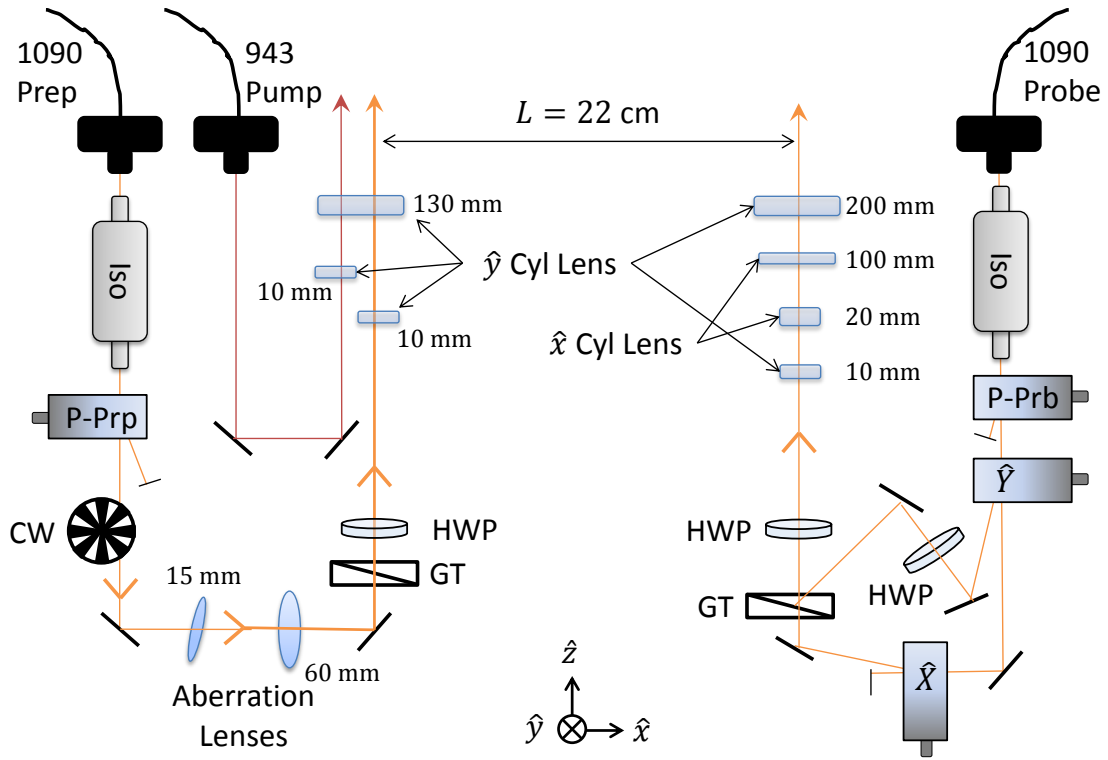 1090
Prep
943
Pump
1090
Probe
L = 22 cm
130 mm
200 mm
Iso
Iso
10 mm
ŷ Cyl Lens
100 mm
10 mm
x̂ Cyl Lens
20 mm
10 mm
P-Prp
P-Prb
Ŷ
CW
HWP
HWP
15 mm
GT
HWP
GT
60 mm
Aberration
Lenses
ẑ
ŷ
x̂
X̂